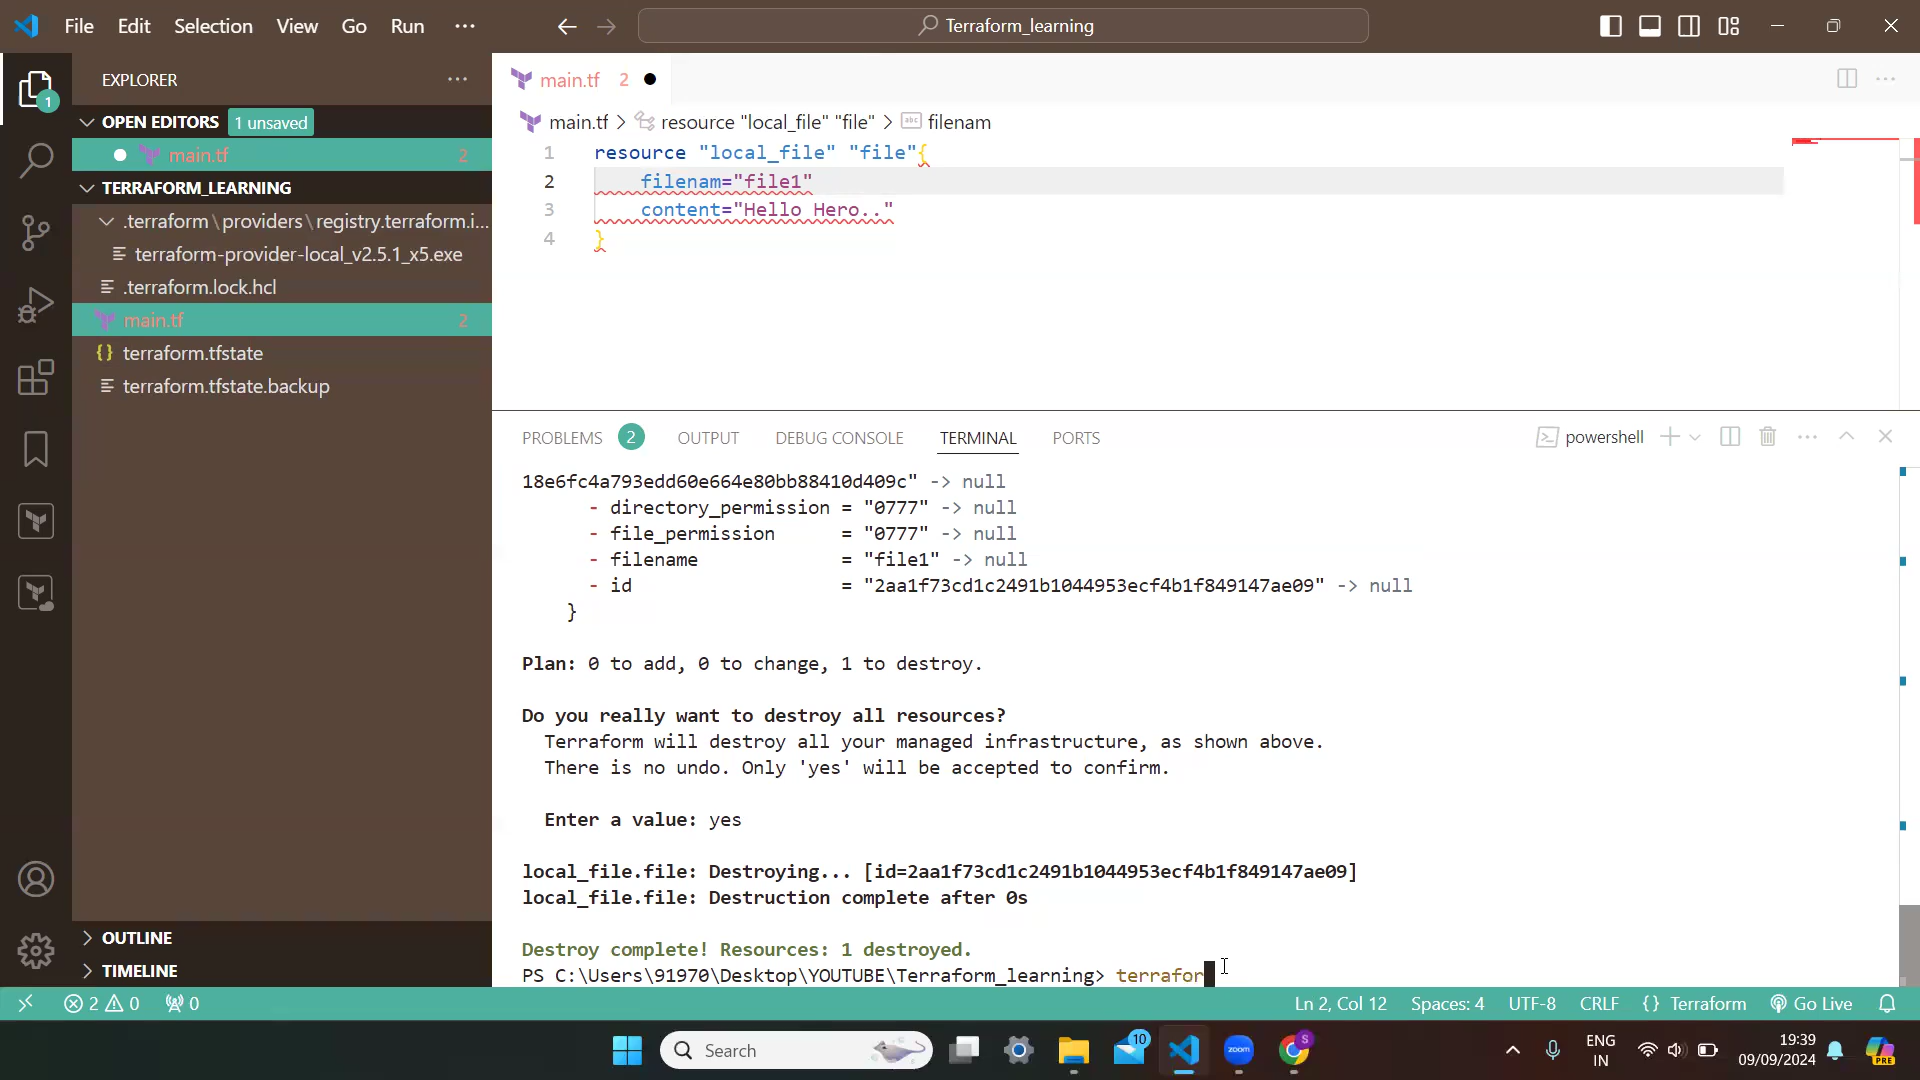 File Edit Selection View Go Run ···
Terraform_learning
EXPLORER
OPEN EDITORS 1 unsaved
main.tf 2
TERRAFORM_LEARNING
.terraform\providers\registry.terraform.i...
terraform-provider-local_v2.5.1_x5.exe
.terraform.lock.hcl
main.tf 2
terraform.tfstate
terraform.tfstate.backup
OUTLINE
TIMELINE
main.tf 2
main.tf > resource "local_file" "file" > filenam
1 resource "local_file" "file"{
2 filenam="file1"
3 content="Hello Hero.."
4 }
PROBLEMS 2 OUTPUT DEBUG CONSOLE TERMINAL PORTS
powershell
18e6fc4a793edd60e664e80bb88410d409c" -> null
- directory_permission = "0777" -> null
- file_permission = "0777" -> null
- filename = "file1" -> null
- id = "2aa1f73cd1c2491b1044953ecf4b1f849147ae09" -> null
}
Plan: 0 to add, 0 to change, 1 to destroy.
Do you really want to destroy all resources?
Terraform will destroy all your managed infrastructure, as shown above.
There is no undo. Only 'yes' will be accepted to confirm.
Enter a value: yes
local_file.file: Destroying... [id=2aa1f73cd1c2491b1044953ecf4b1f849147ae09]
local_file.file: Destruction complete after 0s
Destroy complete! Resources: 1 destroyed.
PS C:\Users\91970\Desktop\YOUTUBE\Terraform_learning> terrafor
2 0 0
Ln 2, Col 12 Spaces: 4 UTF-8 CRLF {} Terraform Go Live
Search
10
zoom
S
ENG
IN
19:39
09/09/2024
PRE
1